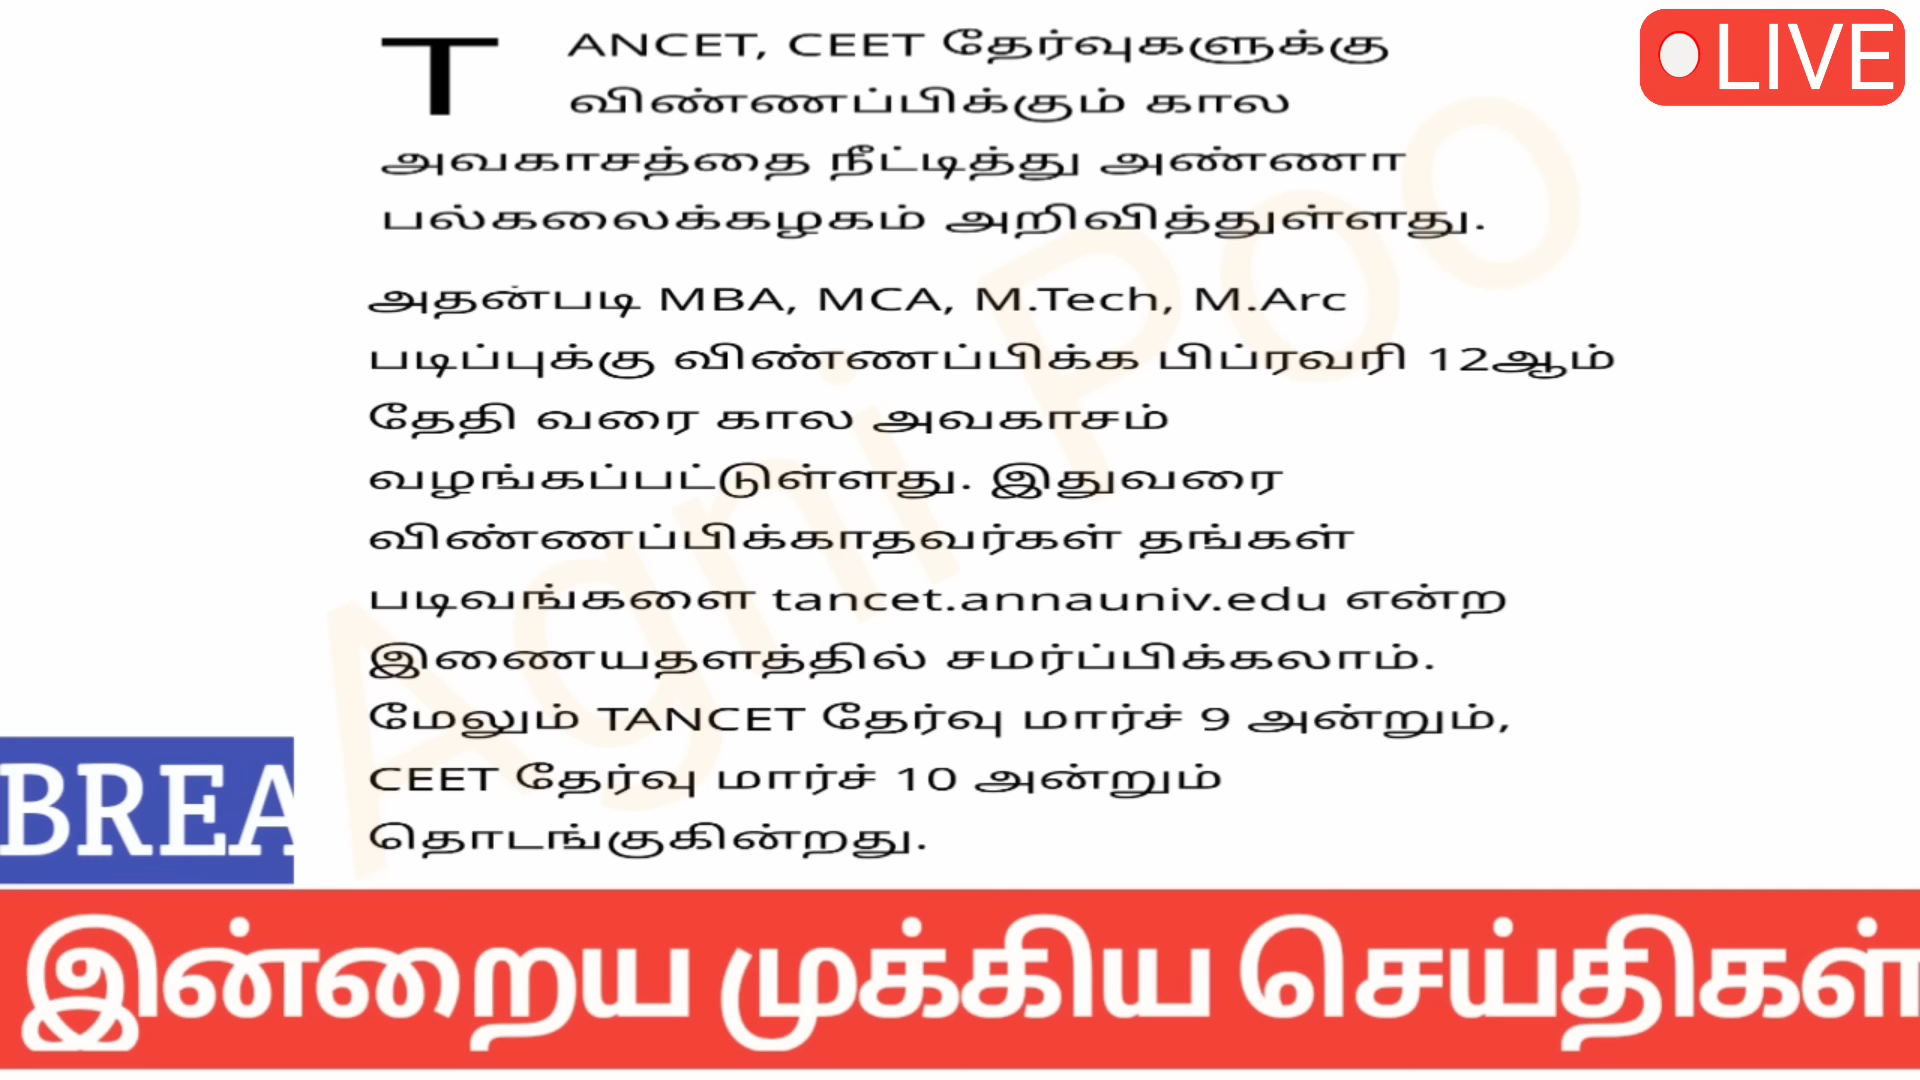 LIVE
TANCET, CEET தேர்வுகளுக்கு
விண்ணப்பிக்கும் கால
அவகாசத்தை நீட்டித்து அண்ணா
பல்கலைக்கழகம் அறிவித்துள்ளது.
அதன்படி MBA, MCA, M.Tech, M.Arc
படிப்புக்கு விண்ணப்பிக்க பிப்ரவரி 12ஆம்
தேதி வரை கால அவகாசம்
வழங்கப்பட்டுள்ளது. இதுவரை
விண்ணப்பிக்காதவர்கள் தங்கள்
படிவங்களை tancet.annauniv.edu என்ற
இணையதளத்தில் சமர்ப்பிக்கலாம்.
மேலும் TANCET தேர்வு மார்ச் 9 அன்றும்,
CEET தேர்வு மார்ச் 10 அன்றும்
தொடங்குகின்றது.
Agni Poo
BREA
இன்றைய முக்கிய செய்திகள்